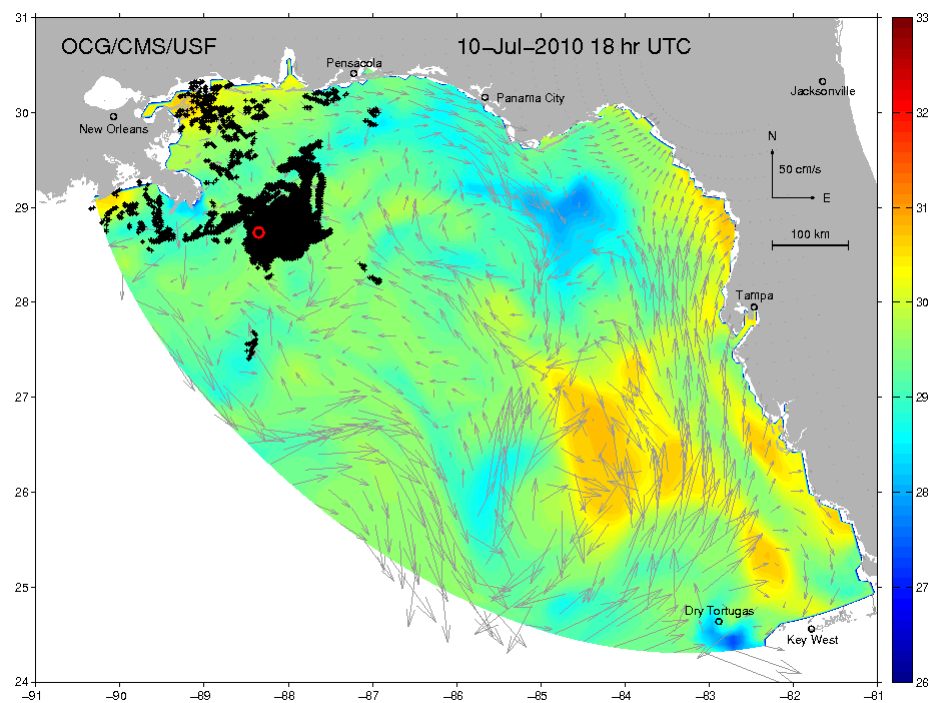 OCG/CMS/USF
10-Jul-2010 18 hr UTC
Pensacola
Panama City
Jacksonville
New Orleans
N
50 cm/s
E
100 km
Tampa
Dry Tortugas
Key West
31
30
29
28
27
26
25
24
-91
-90
-89
-88
-87
-86
-85
-84
-83
-82
-81
33
32
31
30
29
28
27
26